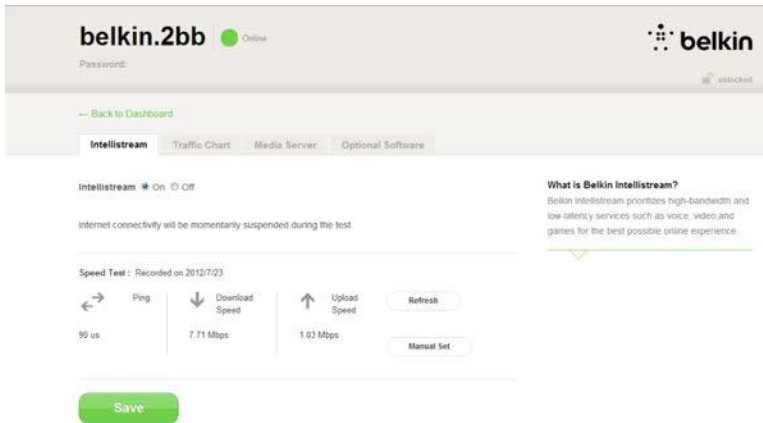 belkin.2bb
Online
Password:
belkin
unlocked
← Back to Dashboard
Intellistream Traffic Chart Media Server Optional Software
Intellistream On Off
Internet connectivity will be momentarily suspended during the test
What is Belkin Intellistream?
Belkin Intellistream prioritizes high-bandwidth and
low-latency services such as voice, video,and
games for the best possible online experience.
Speed Test : Recorded on 2012/7/23
Ping
Download
Speed
Upload
Speed
Refresh
90 us
7.71 Mbps
1.03 Mbps
Manual Set
Save